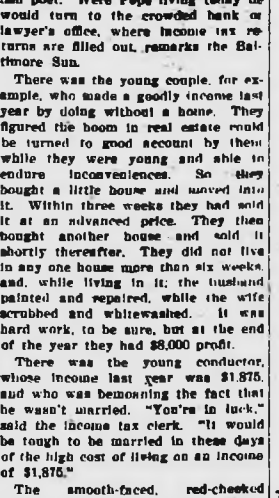 would turn to the crowded bank or
lawyer's office, where income tax re-
turns are filled out, remarks the Bal-
timore Sun.
There was the young couple, for ex-
ample, who made a goodly income last
year by doing without a home. They
figured the boom in real estate could
be turned to good account by them
while they were young and able to
endure inconveniences. So they
bought a little house and moved into
it. Within three weeks they had sold
it at an advanced price. They then
bought another house and sold it
shortly thereafter. They did not live
in any one house more than six weeks,
and, while living in it, the husband
painted and repaired, while the wife
scrubbed and whitewashed. It was
hard work, to be sure, but at the end
of the year they had $8,000 profit.
There was the young conductor,
whose income last year was $1,875,
and who was bemoaning the fact that
he wasn't married. "You're in luck,"
said the income tax clerk. "It would
be tough to be married in these days
of the high cost of living on an income
of $1,875."
The smooth-faced, red-cheeked